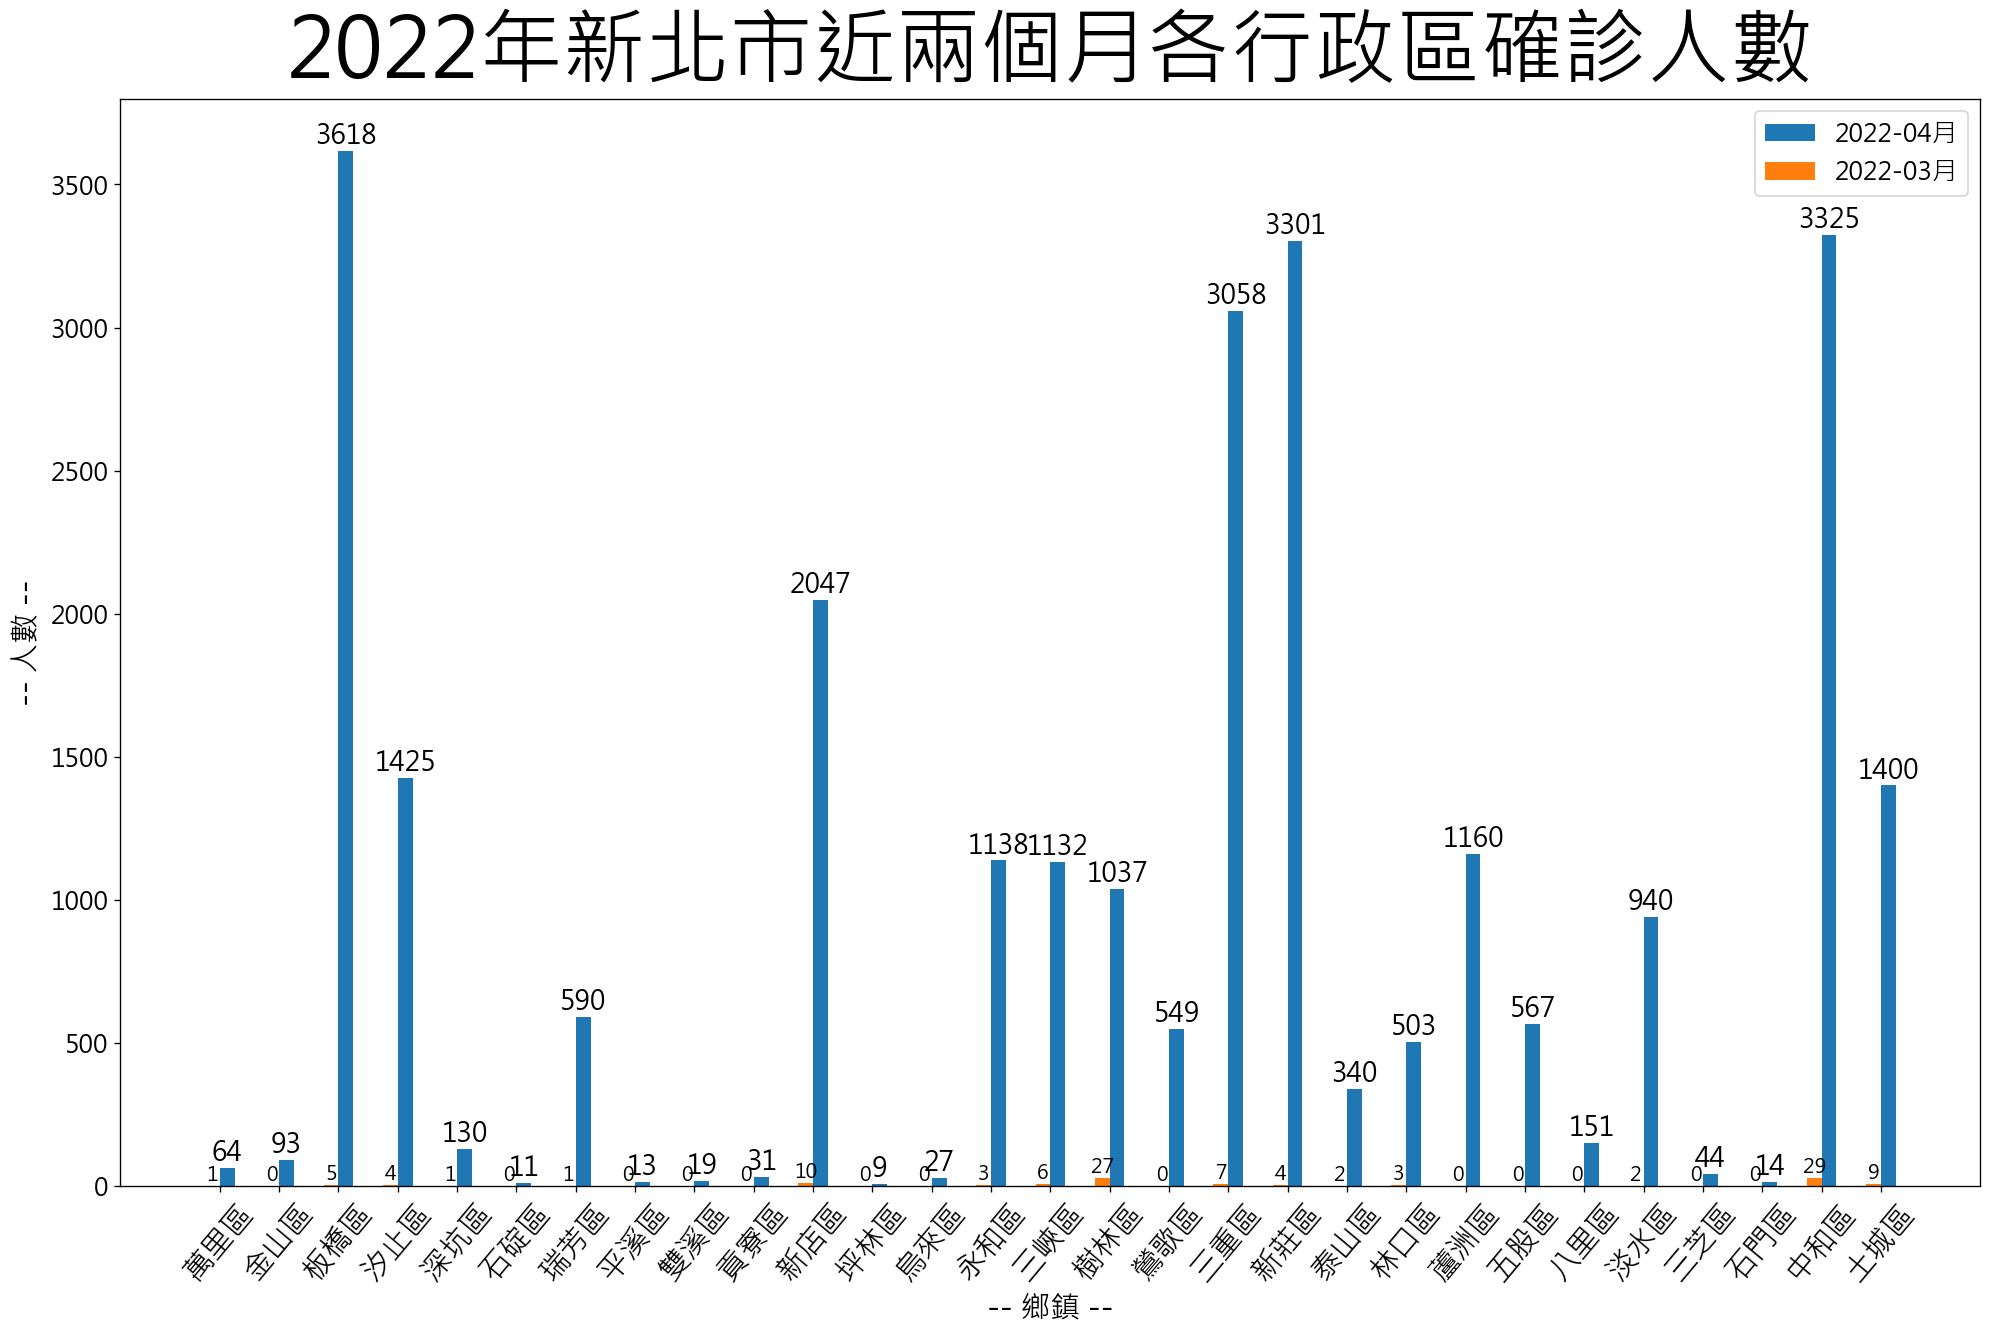 2022年新北市近兩個月各行政區確診人數
2022-04月
2022-03月
-- 人數 --
3500
3000
2500
2000
1500
1000
500
0
64
93
3618
1425
130
11
590
13
19
31
2047
9
27
1138
1132
1037
549
3058
3301
340
503
1160
567
151
940
44
14
3325
1400
1
0
5
4
1
0
1
0
0
0
10
0
0
3
6
27
0
7
4
2
3
0
0
0
2
0
0
29
9
萬里區
金山區
板橋區
汐止區
深坑區
石碇區
瑞芳區
平溪區
雙溪區
貢寮區
新店區
坪林區
烏來區
永和區
三峽區
樹林區
鶯歌區
三重區
新莊區
泰山區
林口區
蘆洲區
五股區
八里區
淡水區
三芝區
石門區
中和區
土城區
-- 鄉鎮 --